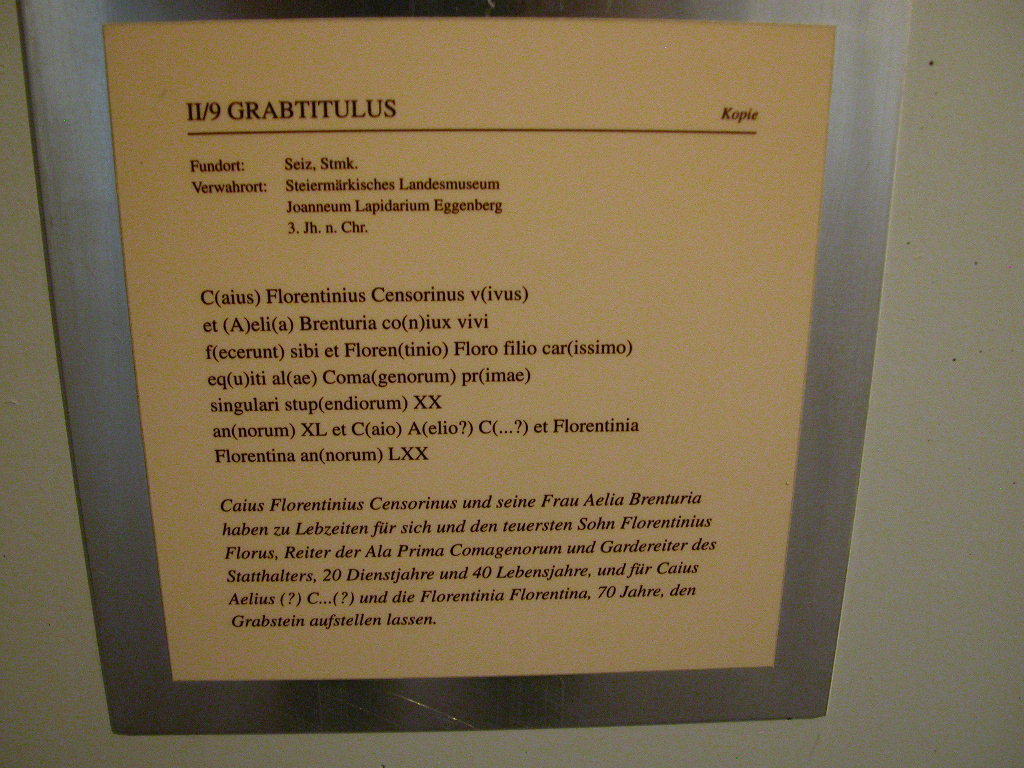 II/9 GRABTITULUS Kopie
Fundort: Seiz, Stmk.
Verwahrort: Steiermärkisches Landesmuseum
Joanneum Lapidarium Eggenberg
3. Jh. n. Chr.
C(aius) Florentinius Censorinus v(ivus)
et (A)eli(a) Brenturia co(n)iux vivi
f(ecerunt) sibi et Floren(tinio) Floro filio car(issimo)
eq(u)iti al(ae) Coma(genorum) pr(imae)
singulari stup(endiorum) XX
an(norum) XL et C(aio) A(elio?) C(...?) et Florentinia
Florentina an(norum) LXX
Caius Florentinius Censorinus und seine Frau Aelia Brenturia
haben zu Lebzeiten für sich und den teuersten Sohn Florentinius
Florus, Reiter der Ala Prima Comagenorum und Gardereiter des
Statthalters, 20 Dienstjahre und 40 Lebensjahre, und für Caius
Aelius (?) C...(?) und die Florentinia Florentina, 70 Jahre, den
Grabstein aufstellen lassen.